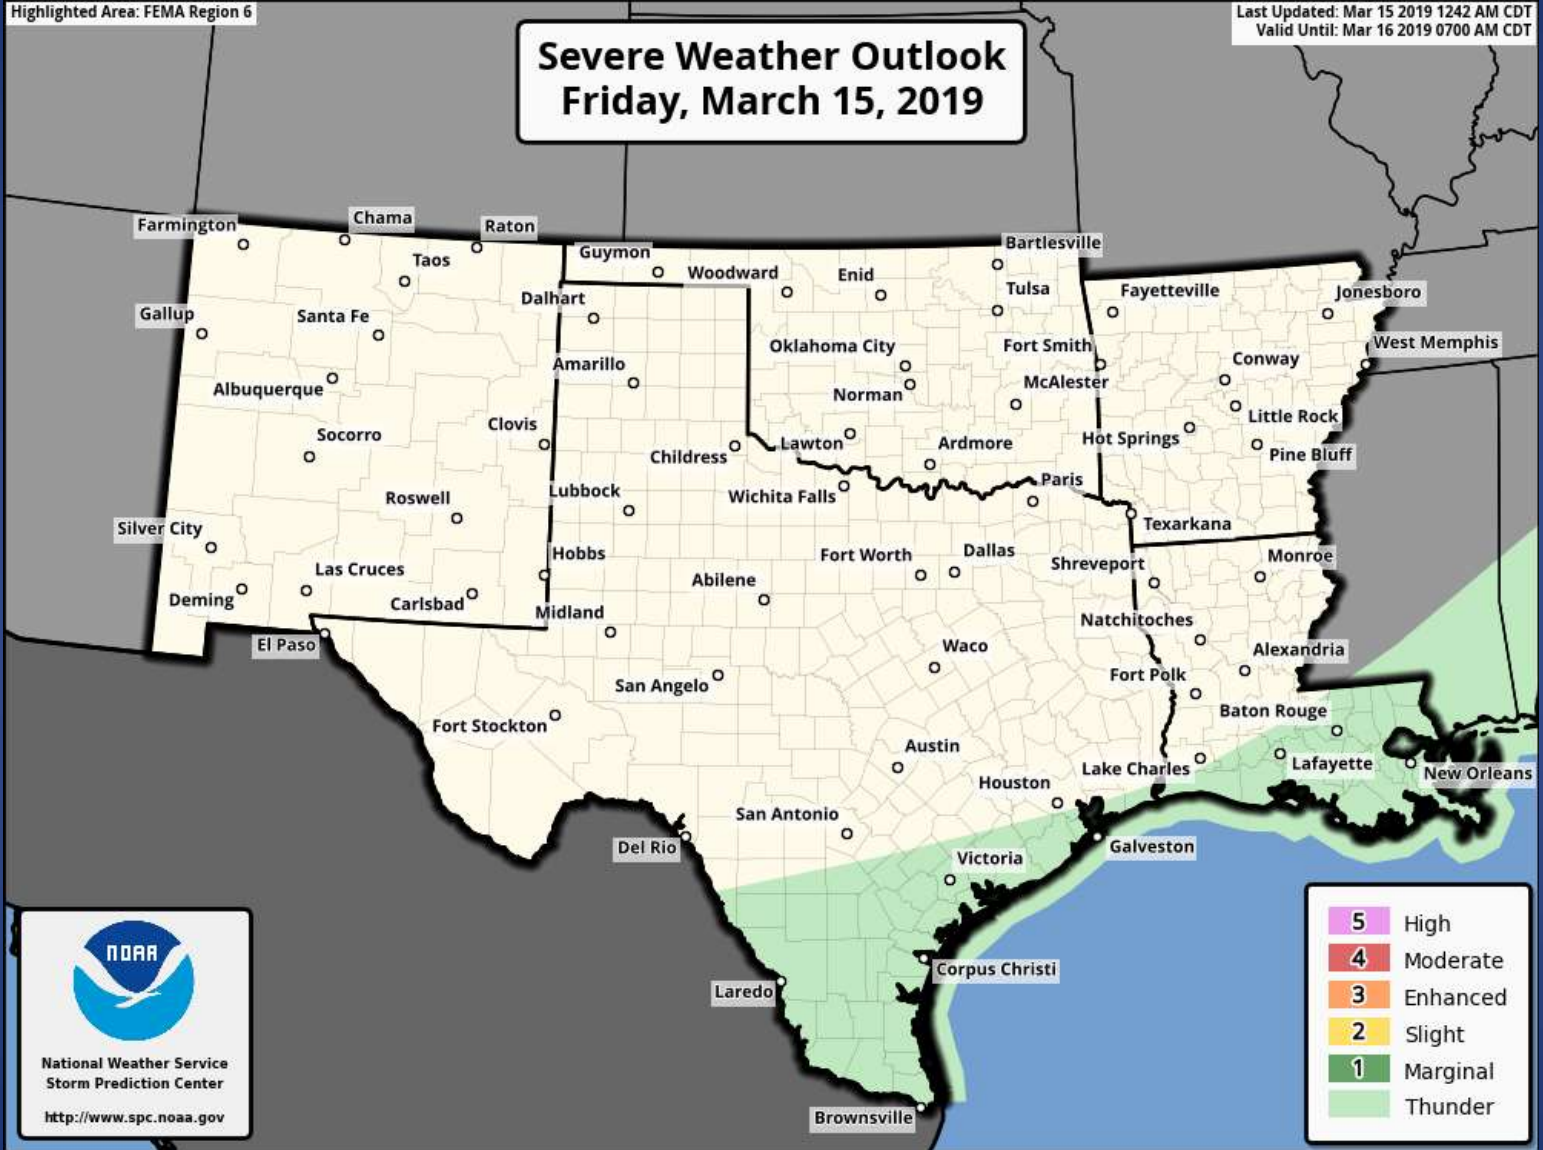 Highlighted Area: FEMA Region 6
Last Updated: Mar 15 2019 1242 AM CDT
Valid Until: Mar 16 2019 0700 AM CDT
Severe Weather Outlook
Friday, March 15, 2019
Farmington
Chama
Raton
Taos
Guymon
Woodward
Enid
Bartlesville
Tulsa
Fayetteville
Jonesboro
Gallup
Santa Fe
Dalhart
Oklahoma City
Fort Smith
West Memphis
Albuquerque
Amarillo
Norman
McAlester
Conway
Little Rock
Socorro
Clovis
Childress
Lawton
Ardmore
Hot Springs
Pine Bluff
Roswell
Lubbock
Wichita Falls
Paris
Texarkana
Silver City
Las Cruces
Hobbs
Abilene
Fort Worth
Dallas
Shreveport
Monroe
Deming
Carlsbad
Midland
Natchitoches
El Paso
San Angelo
Waco
Fort Polk
Alexandria
Fort Stockton
Austin
Baton Rouge
Houston
Lake Charles
Lafayette
New Orleans
San Antonio
Del Rio
Victoria
Galveston
Laredo
Corpus Christi
Brownsville
NOAA
National Weather Service
Storm Prediction Center
http://www.spc.noaa.gov
5 High
4 Moderate
3 Enhanced
2 Slight
1 Marginal
Thunder